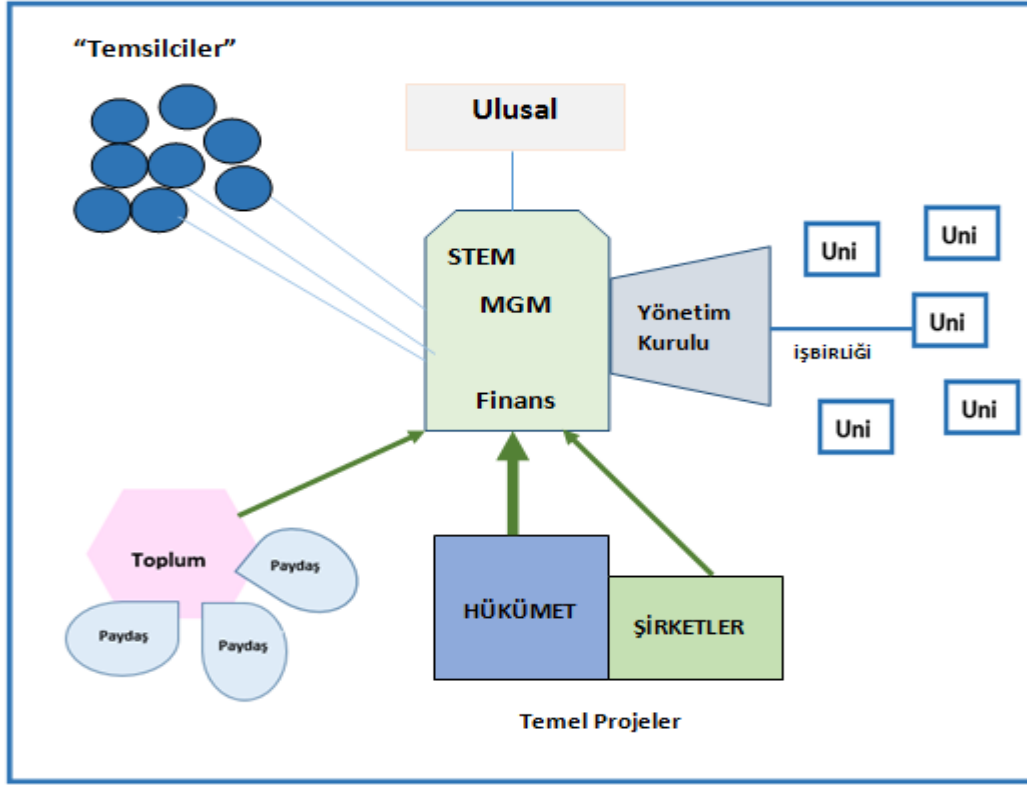 “Temsilciler”
Ulusal
STEM
MGM
Finans
Yönetim
Kurulu
İŞBİRLİĞİ
Uni
Uni
Uni
Uni
Uni
Toplum
Paydaş
Paydaş
Paydaş
HÜKÜMET
ŞİRKETLER
Temel Projeler